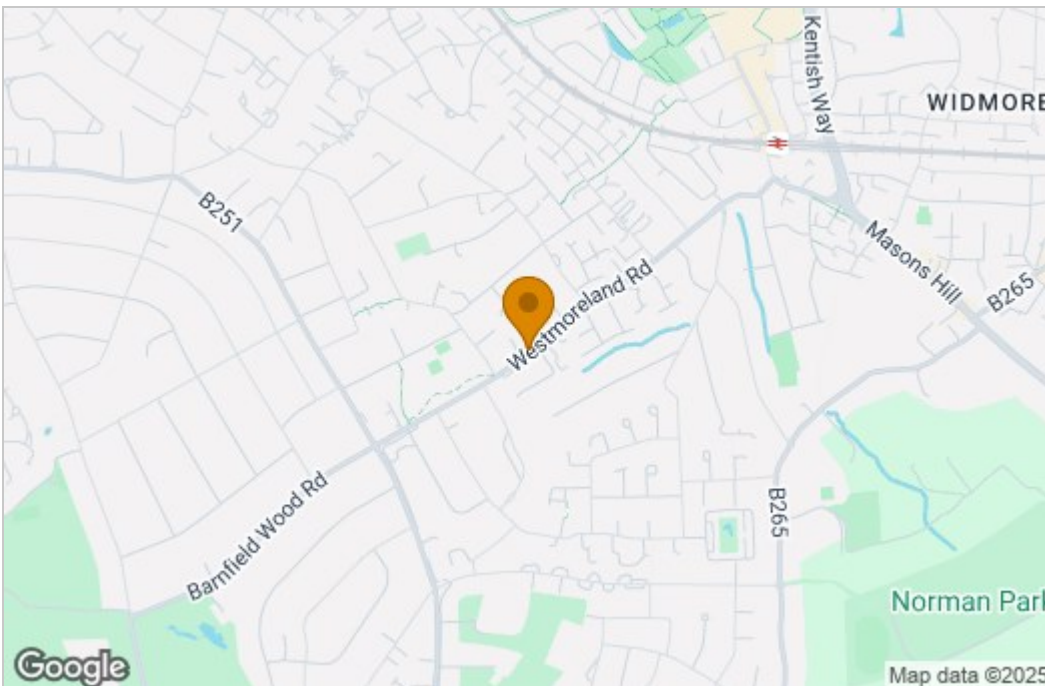 Kentish Way
WIDMORE
B251
Masons Hill
B265
Westmoreland Rd
Barnfield Wood Rd
B265
Norman Park
Google
Map data ©2025